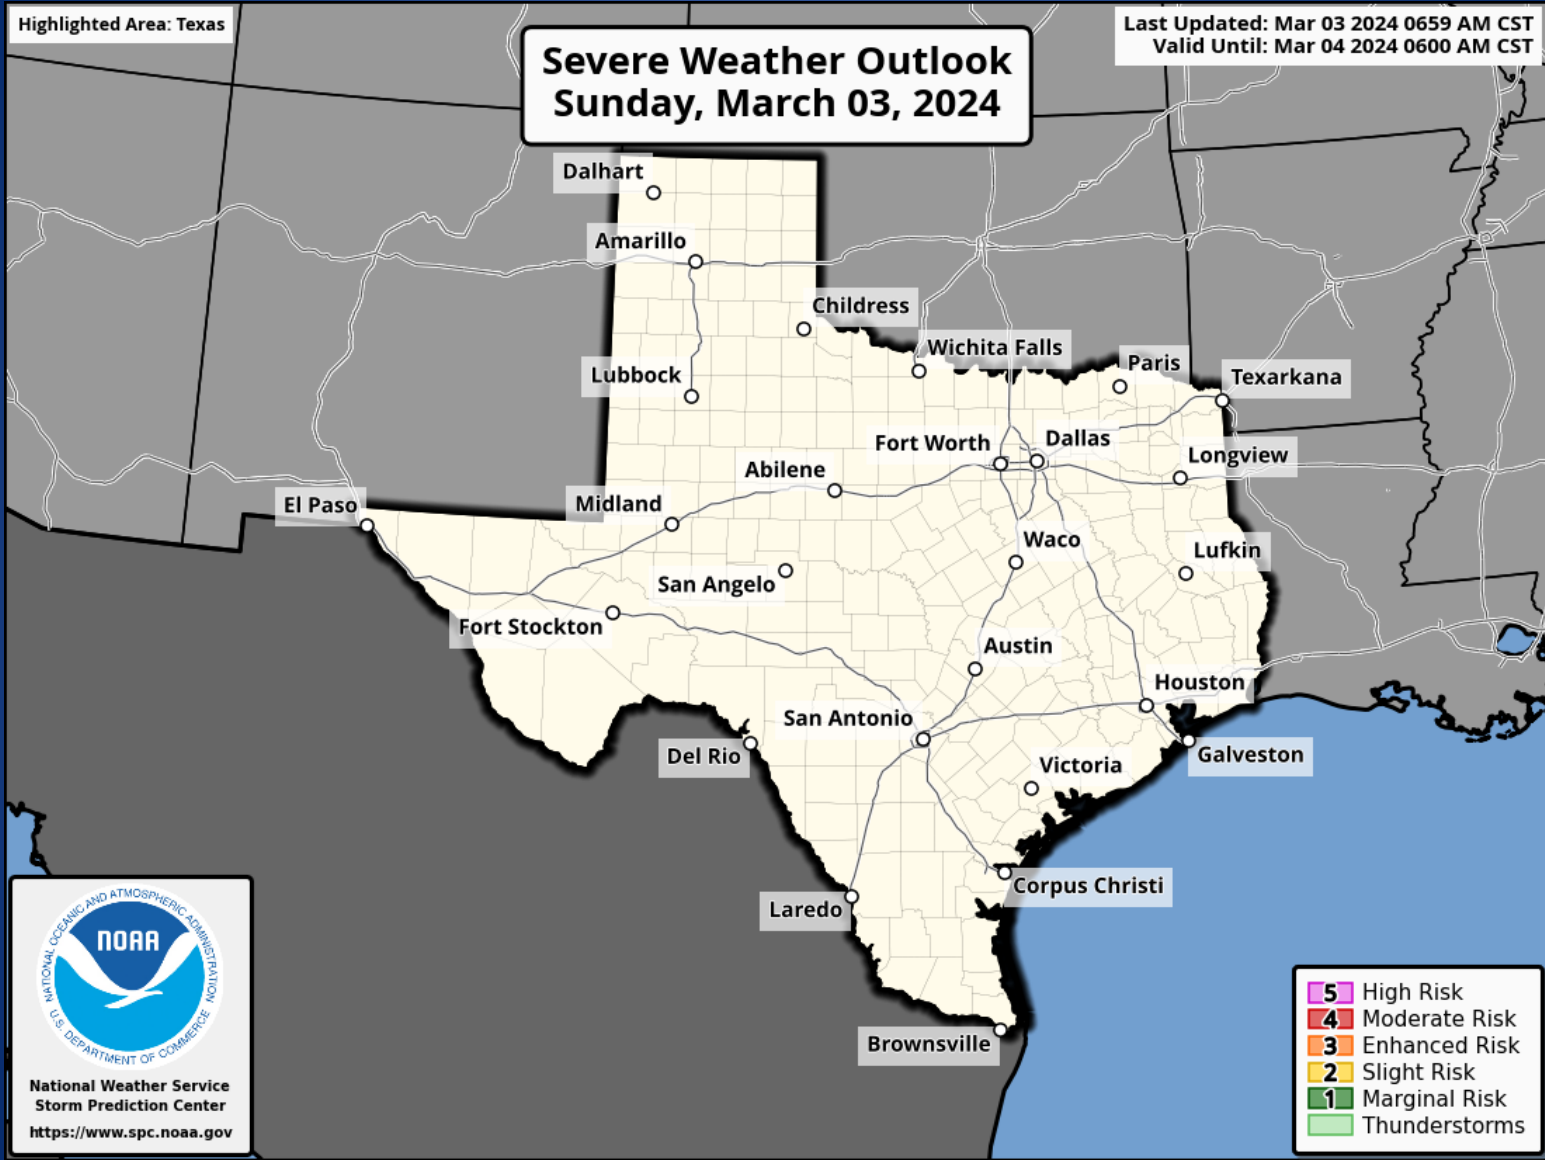 Highlighted Area: Texas
Severe Weather Outlook
Sunday, March 03, 2024
Last Updated: Mar 03 2024 0659 AM CST
Valid Until: Mar 04 2024 0600 AM CST
Dalhart
Amarillo
Childress
Wichita Falls
Paris
Texarkana
Lubbock
Fort Worth
Dallas
Longview
Abilene
Midland
El Paso
Waco
Lufkin
San Angelo
Fort Stockton
Austin
Houston
San Antonio
Del Rio
Galveston
Victoria
Corpus Christi
Laredo
Brownsville
NATIONAL OCEANIC AND ATMOSPHERIC ADMINISTRATION
NOAA
U.S. DEPARTMENT OF COMMERCE
National Weather Service
Storm Prediction Center
https://www.spc.noaa.gov
5 High Risk
4 Moderate Risk
3 Enhanced Risk
2 Slight Risk
1 Marginal Risk
Thunderstorms